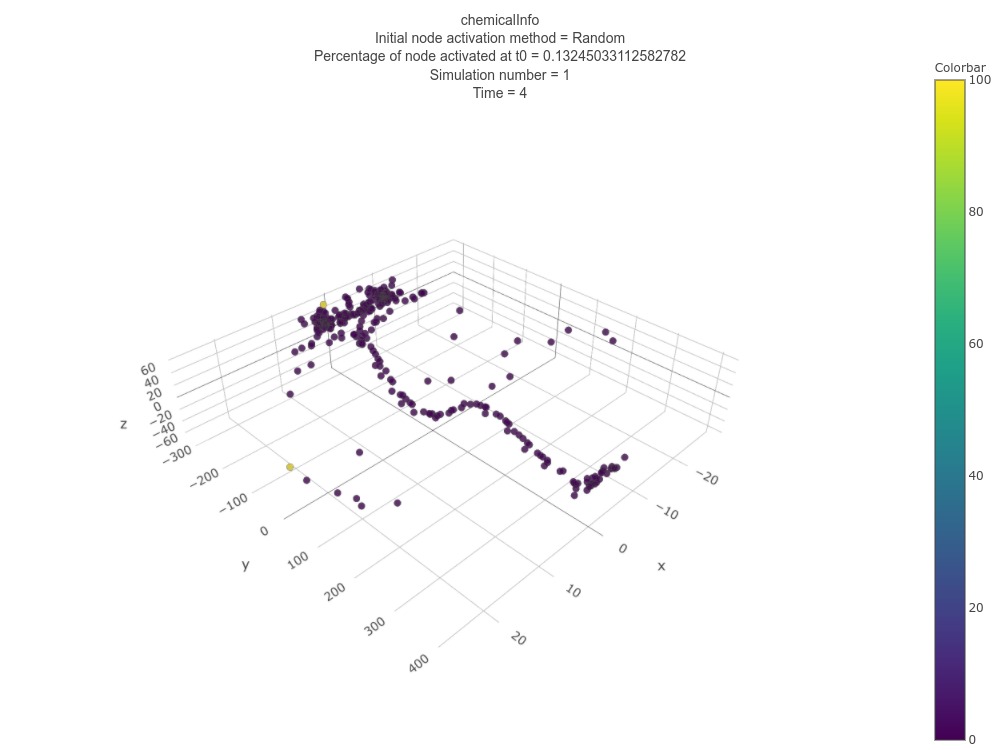 chemicalInfo
Initial node activation method = Random
Percentage of node activated at t0 = 0.13245033112582782
Simulation number = 1
Time = 4
Colorbar
100
80
60
40
20
0
60
40
20
0
−20
−40
−60
z
−300
−200
−100
0
100
200
300
400
y
−20
−10
0
10
20
x